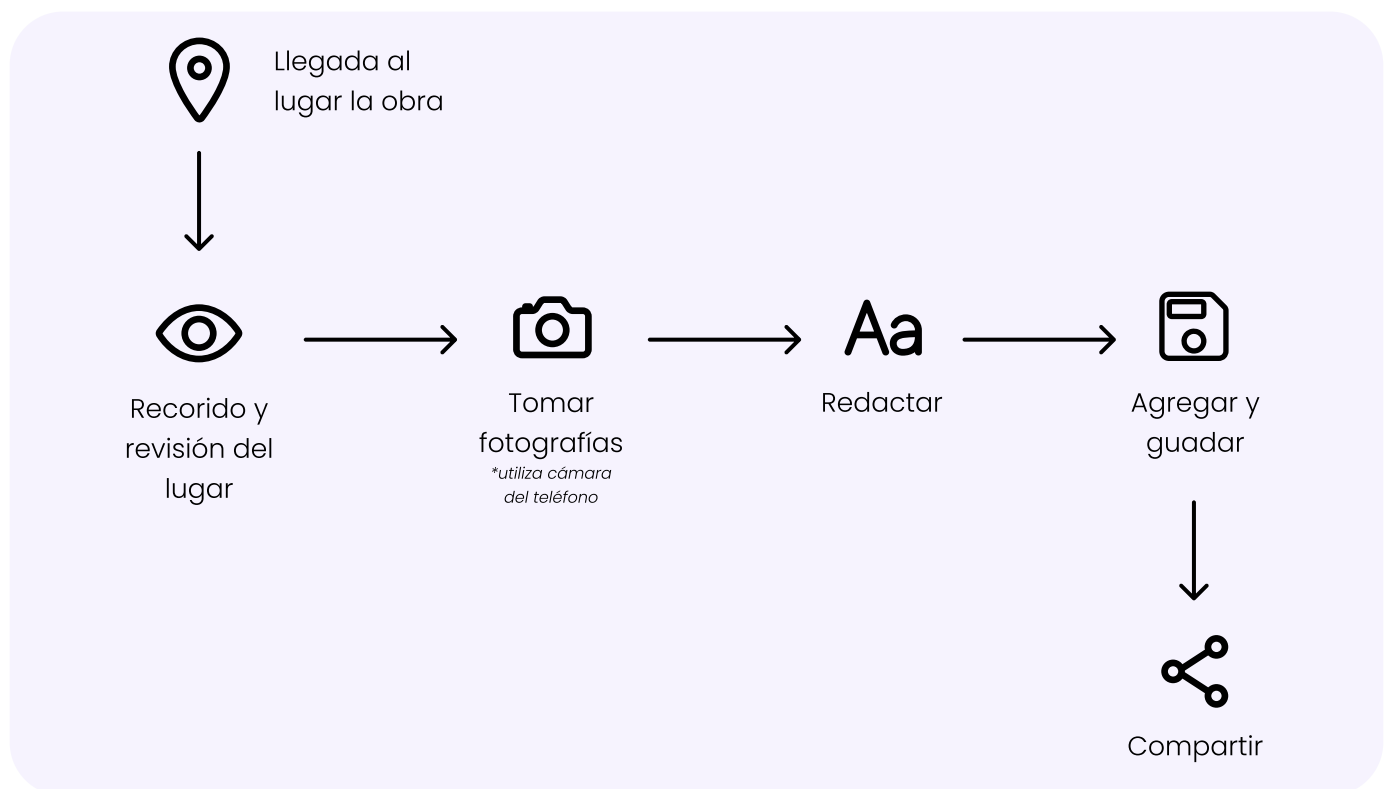 Llegada al
lugar la obra
Recorido y
revisión del
lugar
Tomar
fotografías
*utiliza cámara
del teléfono
Aa
Redactar
Agregar y
guadar
Compartir